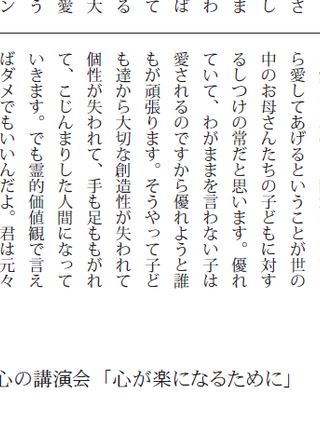 さ
し
ま
わ
ば
て
る
大
愛
う
ン
ら愛してあげるということが世の
中のお母さんたちの子どもに対す
るしつけの常だと思います。優れ
ていて、わがままを言わない子は
愛されるのですから優れようと誰
もが頑張ります。そうやって子ど
も達から大切な創造性が失われて
個性が失われて、手も足ももがれ
て、こじんまりした人間になって
いきます。でも霊的価値観で言え
ばダメでもいいんだよ。君は元々
心の講演会「心が楽になるために」